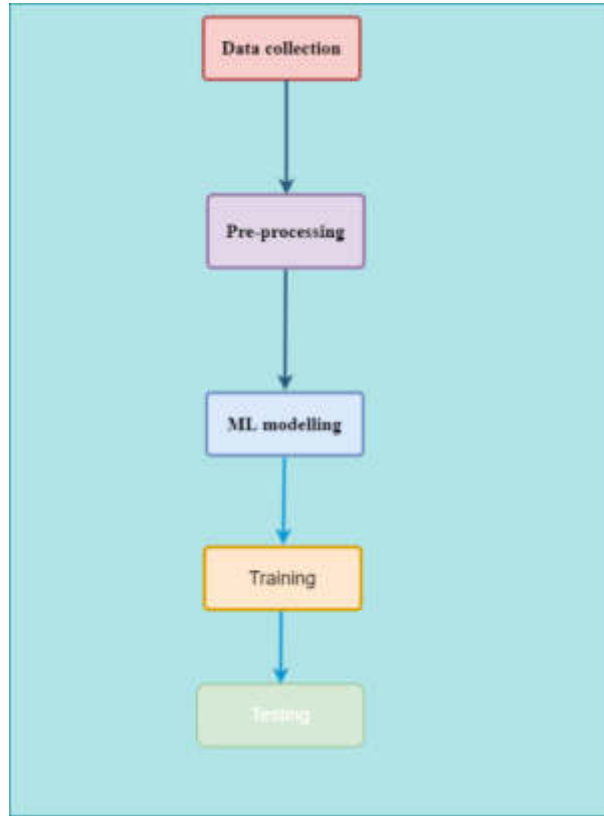 Data collection
Pre-processing
ML modelling
Training
Testing